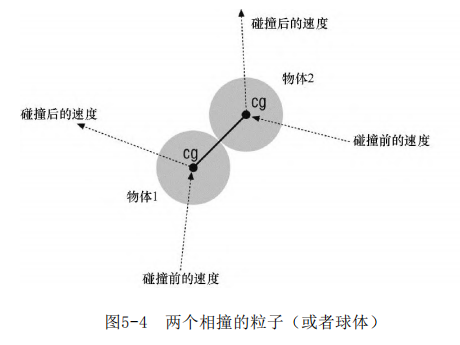 碰撞后的速度
物体2
cg
碰撞后的速度
碰撞前的速度
cg
物体1
碰撞前的速度
图5-4 两个相撞的粒子（或者球体）